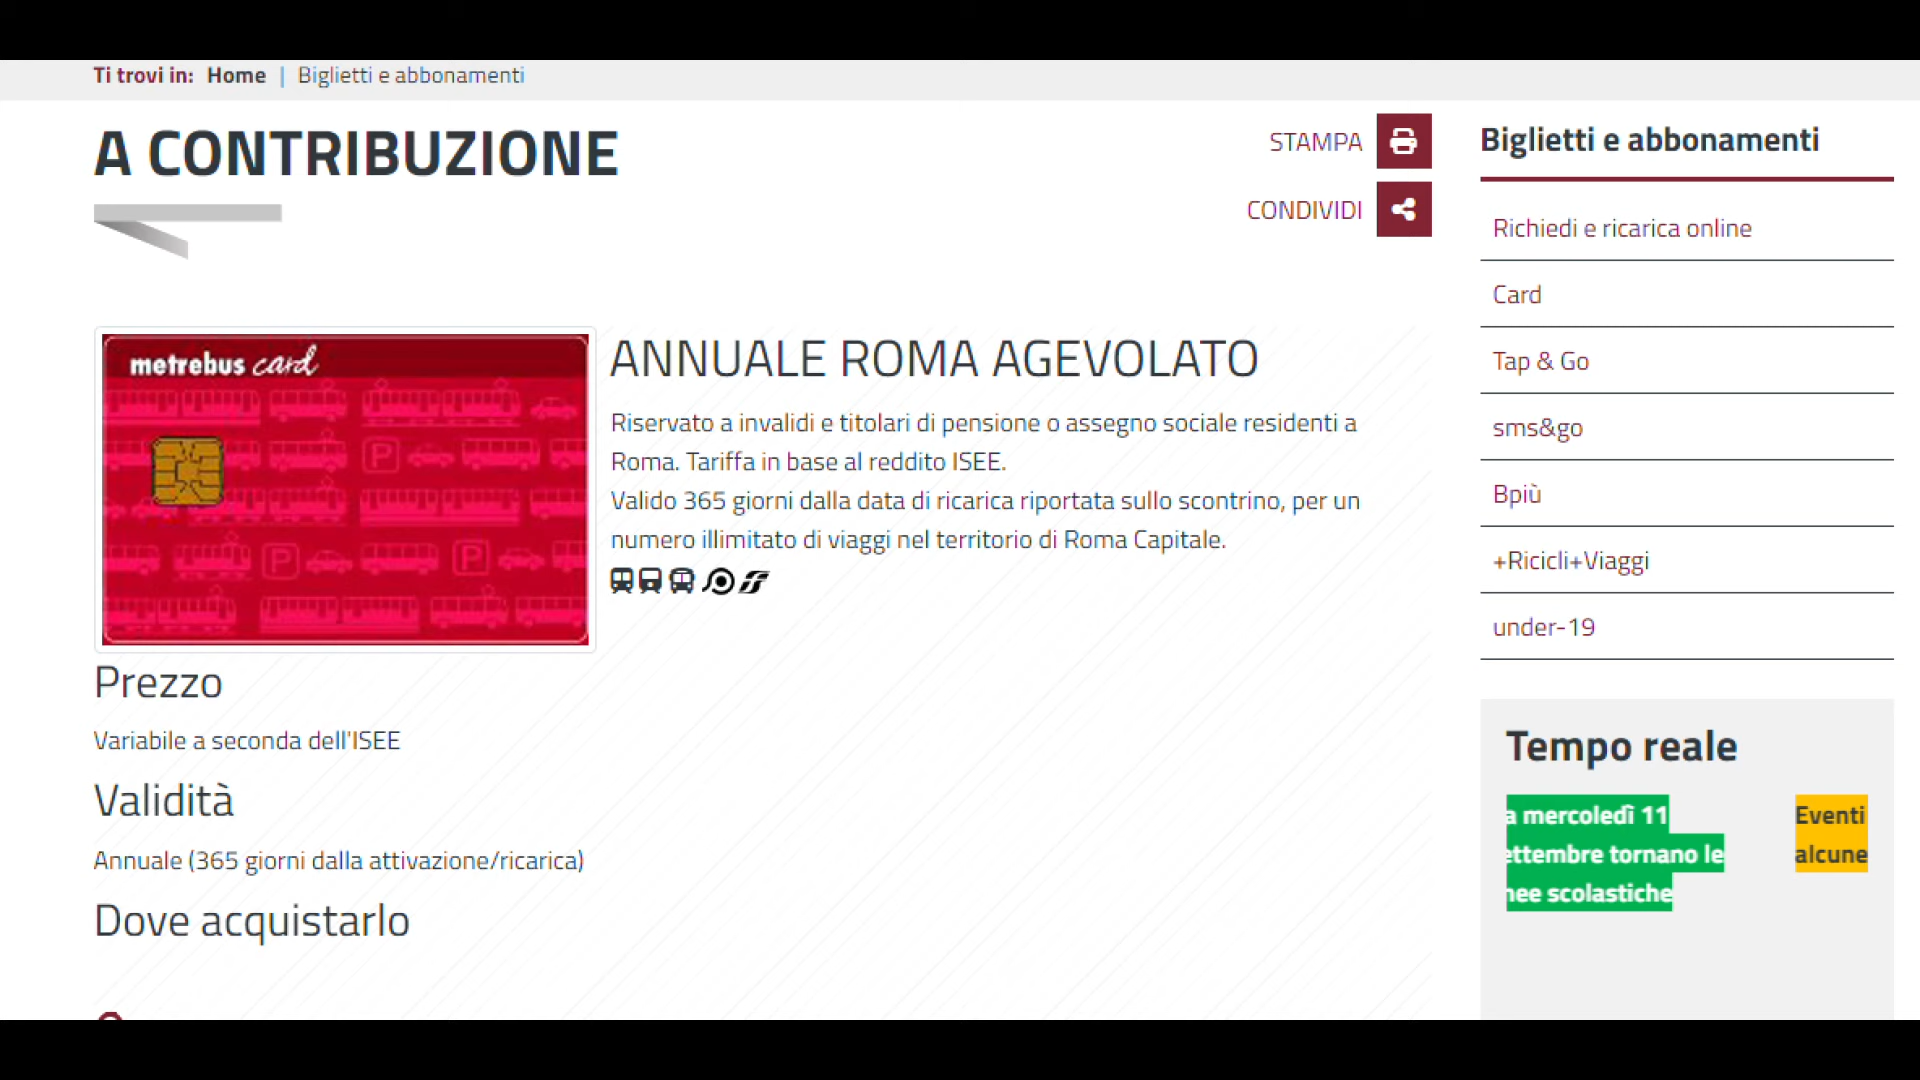 Ti trovi in: Home | Biglietti e abbonamenti
A CONTRIBUZIONE
STAMPA
CONDIVIDI
metrebus card
P
P
P
ANNUALE ROMA AGEVOLATO
Riservato a invalidi e titolari di pensione o assegno sociale residenti a
Roma. Tariffa in base al reddito ISEE.
Valido 365 giorni dalla data di ricarica riportata sullo scontrino, per un
numero illimitato di viaggi nel territorio di Roma Capitale.
Prezzo
Variabile a seconda dell'ISEE
Validità
Annuale (365 giorni dalla attivazione/ricarica)
Dove acquistarlo
Biglietti e abbonamenti
Richiedi e ricarica online
Card
Tap & Go
sms&go
Bpiù
+Ricicli+Viaggi
under-19
Tempo reale
a mercoledì 11
ettembre tornano le
nee scolastiche
Eventi
alcune